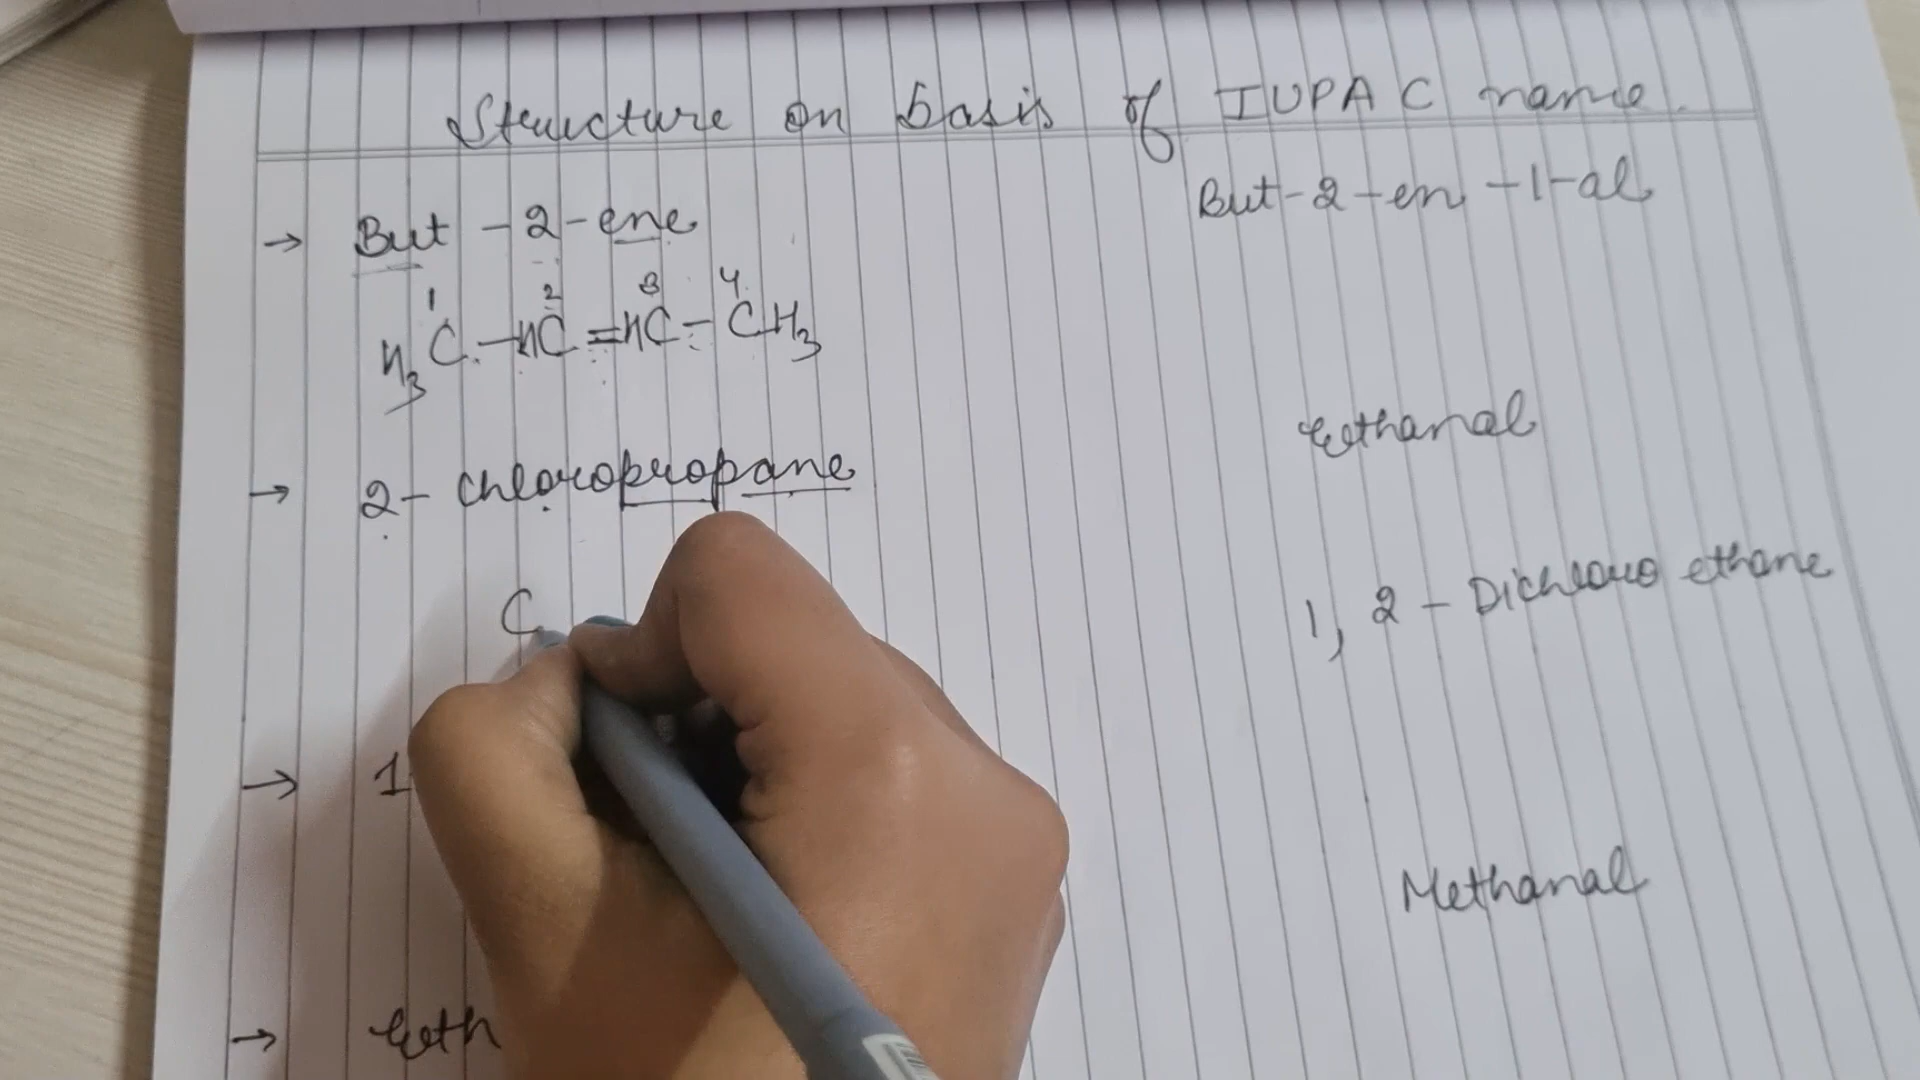 Structure on basis of IUPAC name.
→ But-2-ene
1 2 3 4
H₃C-HC=HC-CH₃
→ 2-chloropropane
C
→ 1
→ Eth
But-2-en-1-al
Ethanal
1, 2-Dichloro ethane
Methanal